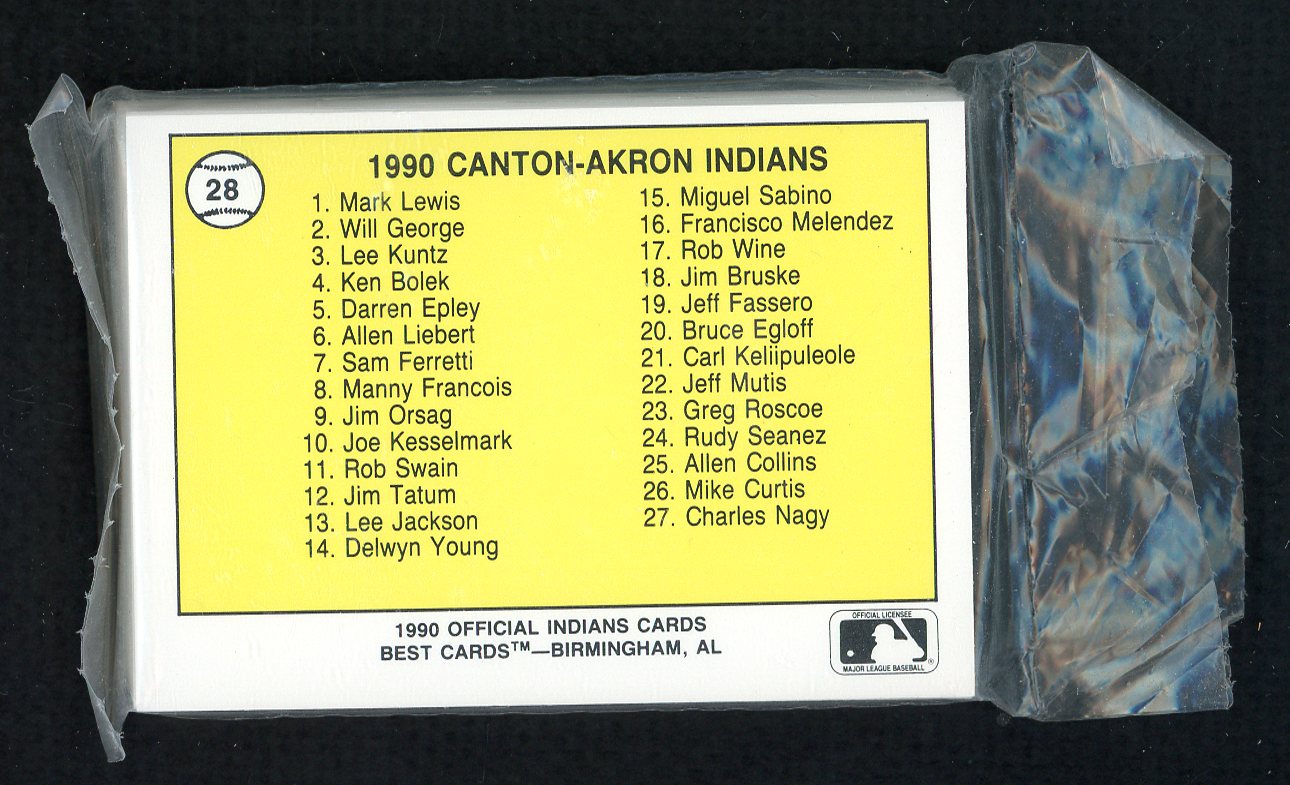 28
1990 CANTON-AKRON INDIANS
1. Mark Lewis
2. Will George
3. Lee Kuntz
4. Ken Bolek
5. Darren Epley
6. Allen Liebert
7. Sam Ferretti
8. Manny Francois
9. Jim Orsag
10. Joe Kesselmark
11. Rob Swain
12. Jim Tatum
13. Lee Jackson
14. Delwyn Young
15. Miguel Sabino
16. Francisco Melendez
17. Rob Wine
18. Jim Bruske
19. Jeff Fassero
20. Bruce Egloff
21. Carl Keliipuleole
22. Jeff Mutis
23. Greg Roscoe
24. Rudy Seanez
25. Allen Collins
26. Mike Curtis
27. Charles Nagy
1990 OFFICIAL INDIANS CARDS
BEST CARDS™—BIRMINGHAM, AL
OFFICIAL LICENSEE
MAJOR LEAGUE BASEBALL ®